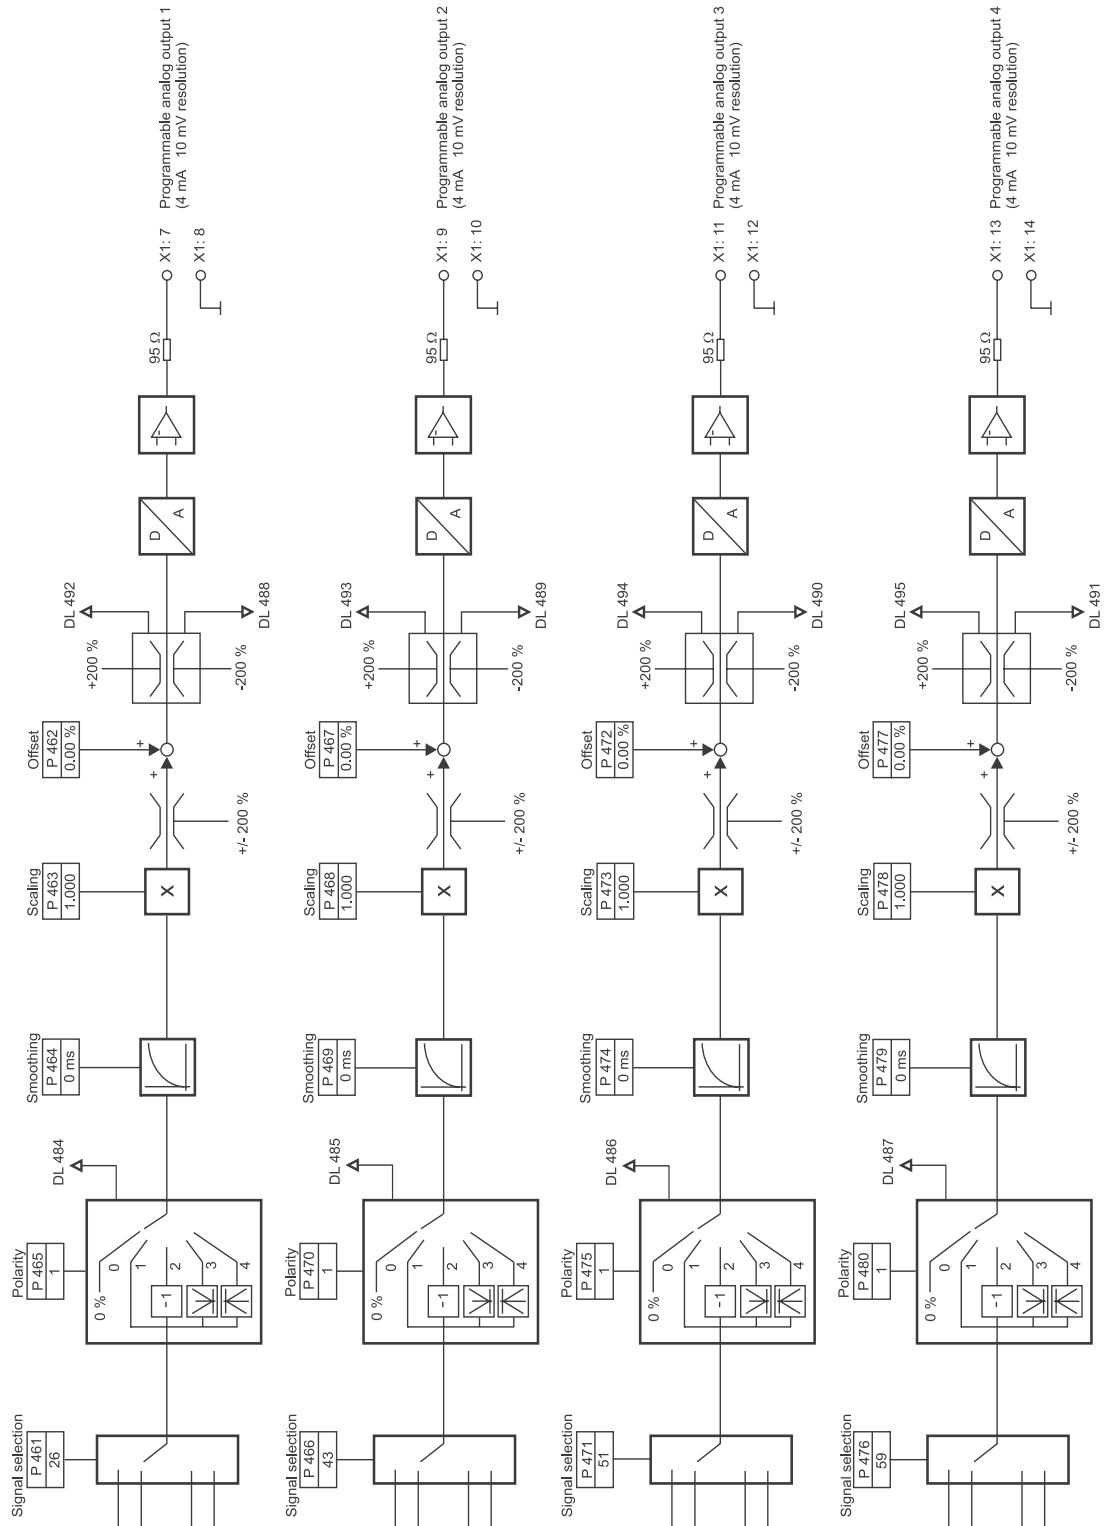 Signal selection
P 461
26
Polarity
P 465
1
0 %
0
1
2
3
4
-1
DL 484
Smoothing
P 464
0 ms
Scaling
P 463
1.000
X
+/- 200 %
Offset
P 462
0.00 %
+
+
+200 %
-200 %
DL 492
DL 488
D
A
-
95 Ω
X1: 7
X1: 8
Programmable analog output 1
(4 mA 10 mV resolution)
Signal selection
P 466
43
Polarity
P 470
1
0 %
0
1
2
3
4
-1
DL 485
Smoothing
P 469
0 ms
Scaling
P 468
1.000
X
+/- 200 %
Offset
P 467
0.00 %
+
+
+200 %
-200 %
DL 493
DL 489
D
A
-
95 Ω
X1: 9
X1: 10
Programmable analog output 2
(4 mA 10 mV resolution)
Signal selection
P 471
51
Polarity
P 475
1
0 %
0
1
2
3
4
-1
DL 486
Smoothing
P 474
0 ms
Scaling
P 473
1.000
X
+/- 200 %
Offset
P 472
0.00 %
+
+
+200 %
-200 %
DL 494
DL 490
D
A
-
95 Ω
X1: 11
X1: 12
Programmable analog output 3
(4 mA 10 mV resolution)
Signal selection
P 476
59
Polarity
P 480
1
0 %
0
1
2
3
4
-1
DL 487
Smoothing
P 479
0 ms
Scaling
P 478
1.000
X
+/- 200 %
Offset
P 477
0.00 %
+
+
+200 %
-200 %
DL 495
DL 491
D
A
-
95 Ω
X1: 13
X1: 14
Programmable analog output 4
(4 mA 10 mV resolution)